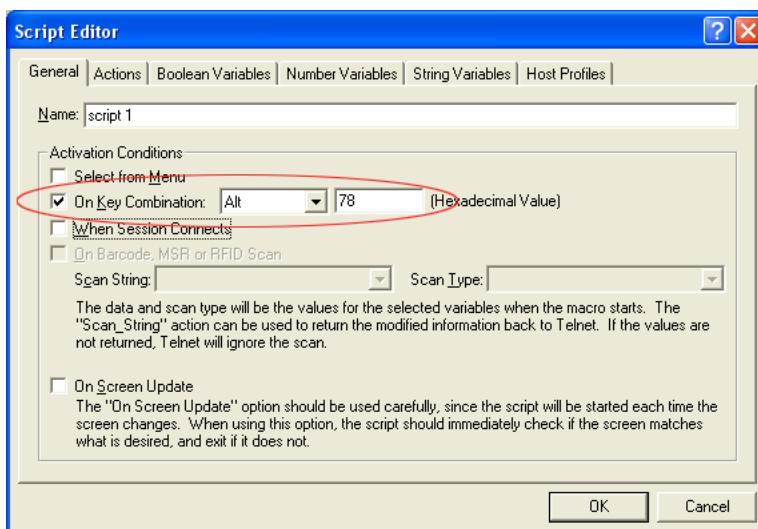 Script Editor
General Actions Boolean Variables Number Variables String Variables Host Profiles
Name: script 1
Activation Conditions
Select from Menu
On Key Combination: Alt 78 (Hexadecimal Value)
When Session Connects
On Barcode, MSR or RFID Scan
Scan String: Scan Type:
The data and scan type will be the values for the selected variables when the macro starts. The
"Scan_String" action can be used to return the modified information back to Telnet. If the values are
not returned, Telnet will ignore the scan.
On Screen Update
The "On Screen Update" option should be used carefully, since the script will be started each time the
screen changes. When using this option, the script should immediately check if the screen matches
what is desired, and exit if it does not.
OK Cancel